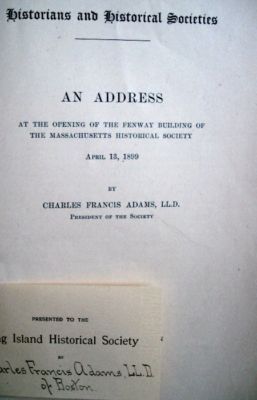 Historians and Historical Societies
AN ADDRESS
AT THE OPENING OF THE FENWAY BUILDING OF
THE MASSACHUSETTS HISTORICAL SOCIETY
APRIL 13, 1899
BY
CHARLES FRANCIS ADAMS, LL.D.
PRESIDENT OF THE SOCIETY
PRESENTED TO THE
ng Island Historical Society
BY
harles Francis Adams, LL.D.
of Boston